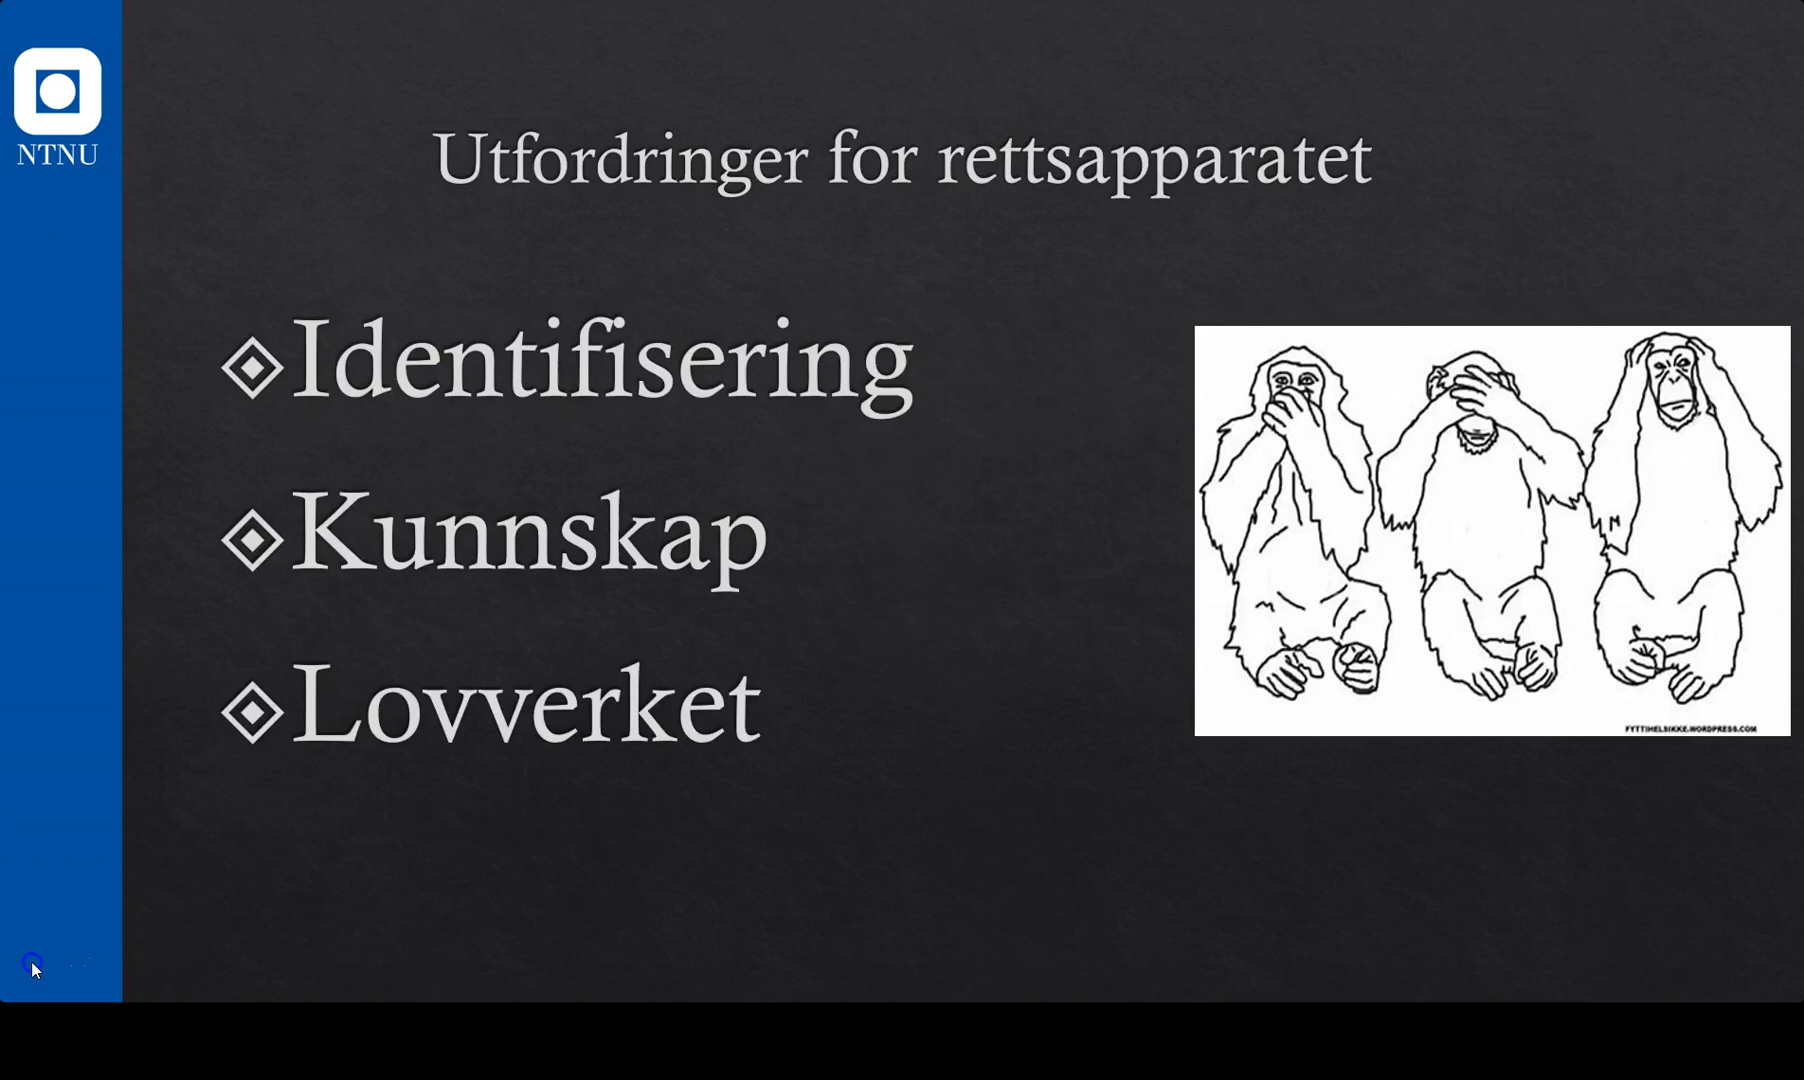 NTNU
Utfordringer for rettsapparatet
Identifisering
Kunnskap
Lovverket
FYTTIHELSIKKE.WORDPRESS.COM